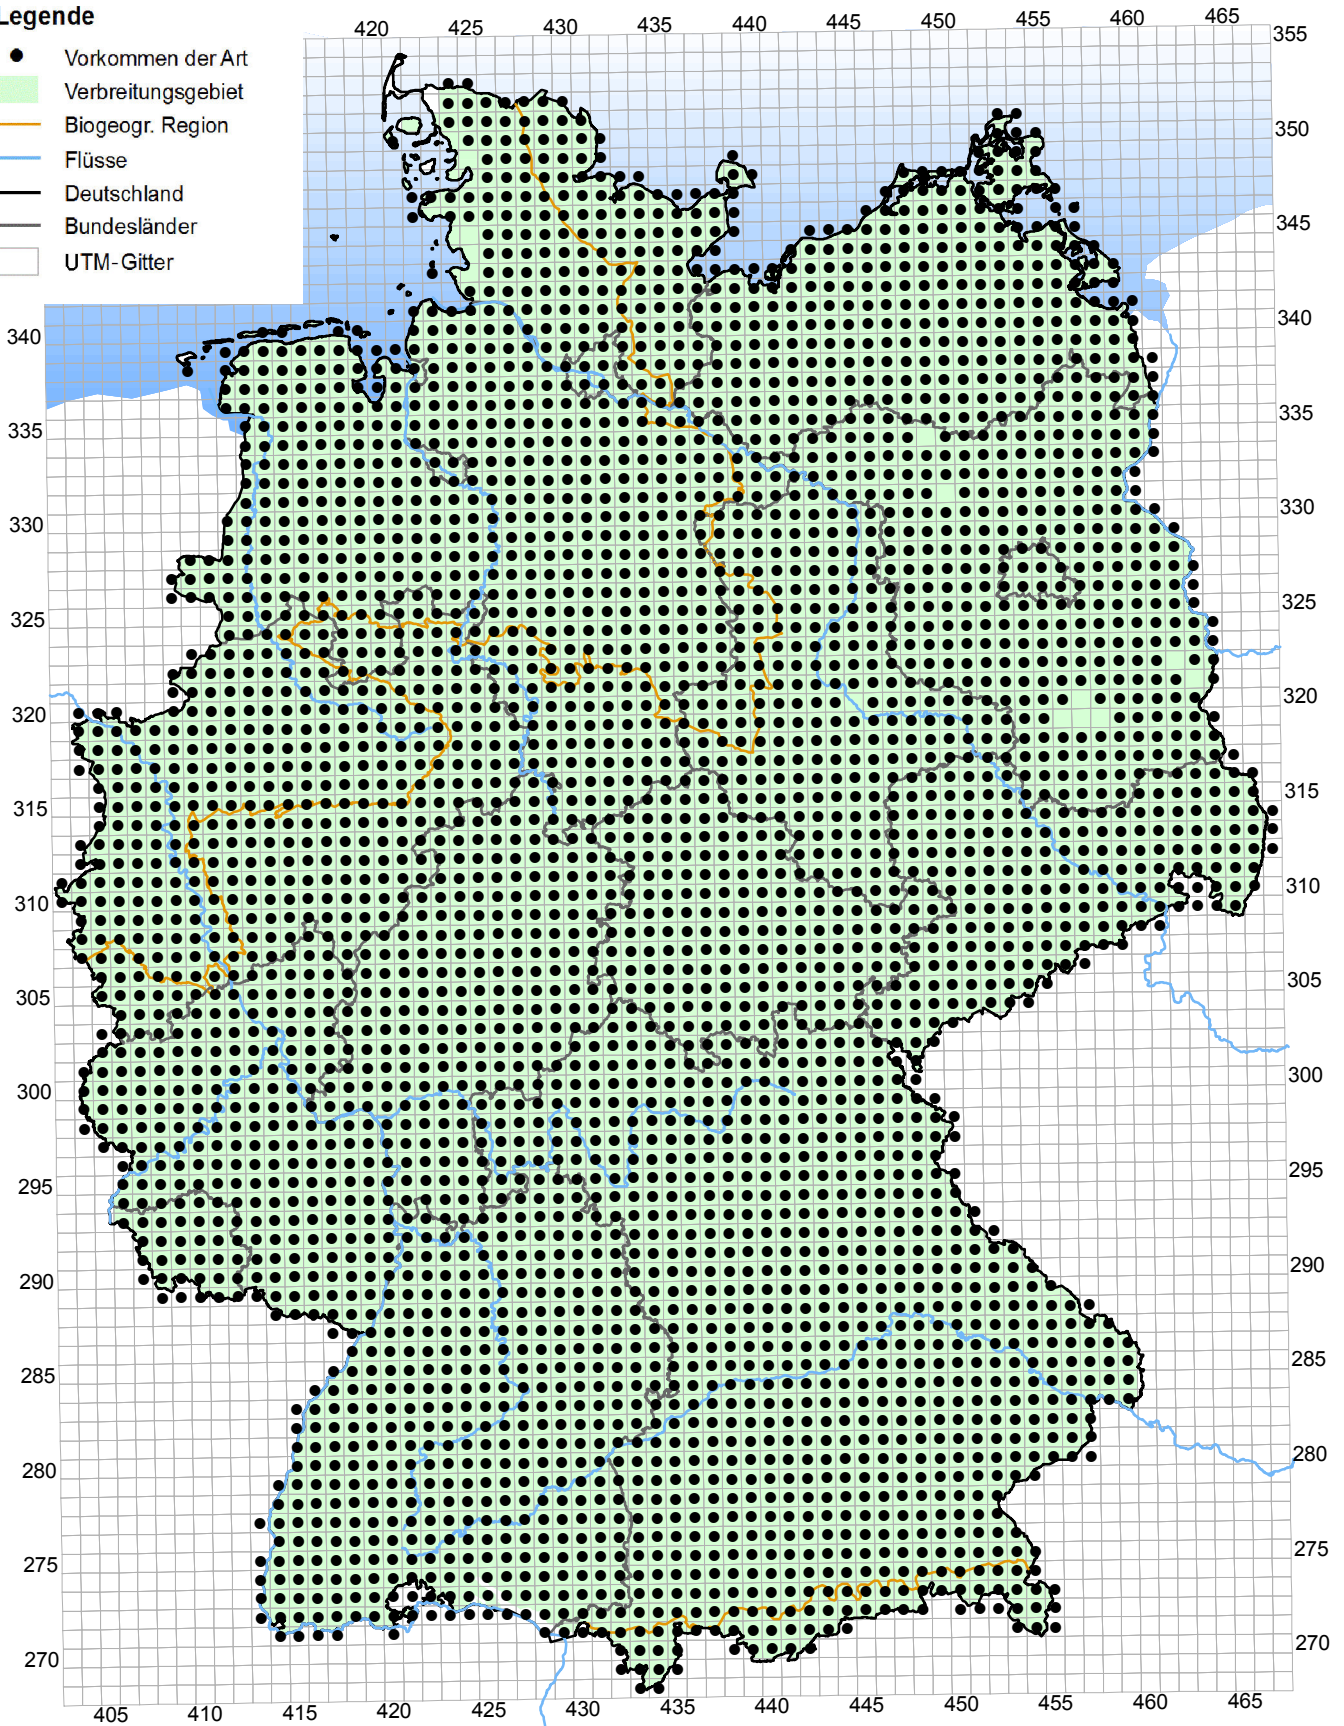 Legende
Vorkommen der Art
Verbreitungsgebiet
Biogeogr. Region
Flüsse
Deutschland
Bundesländer
UTM-Gitter
420 425 430 435 440 445 450 455 460 465
355
350
345
340 340
335 335
330 330
325 325
320 320
315 315
310 310
305 305
300 300
295 295
290 290
285 285
280 280
275 275
270 270
405 410 415 420 425 430 435 440 445 450 455 460 465